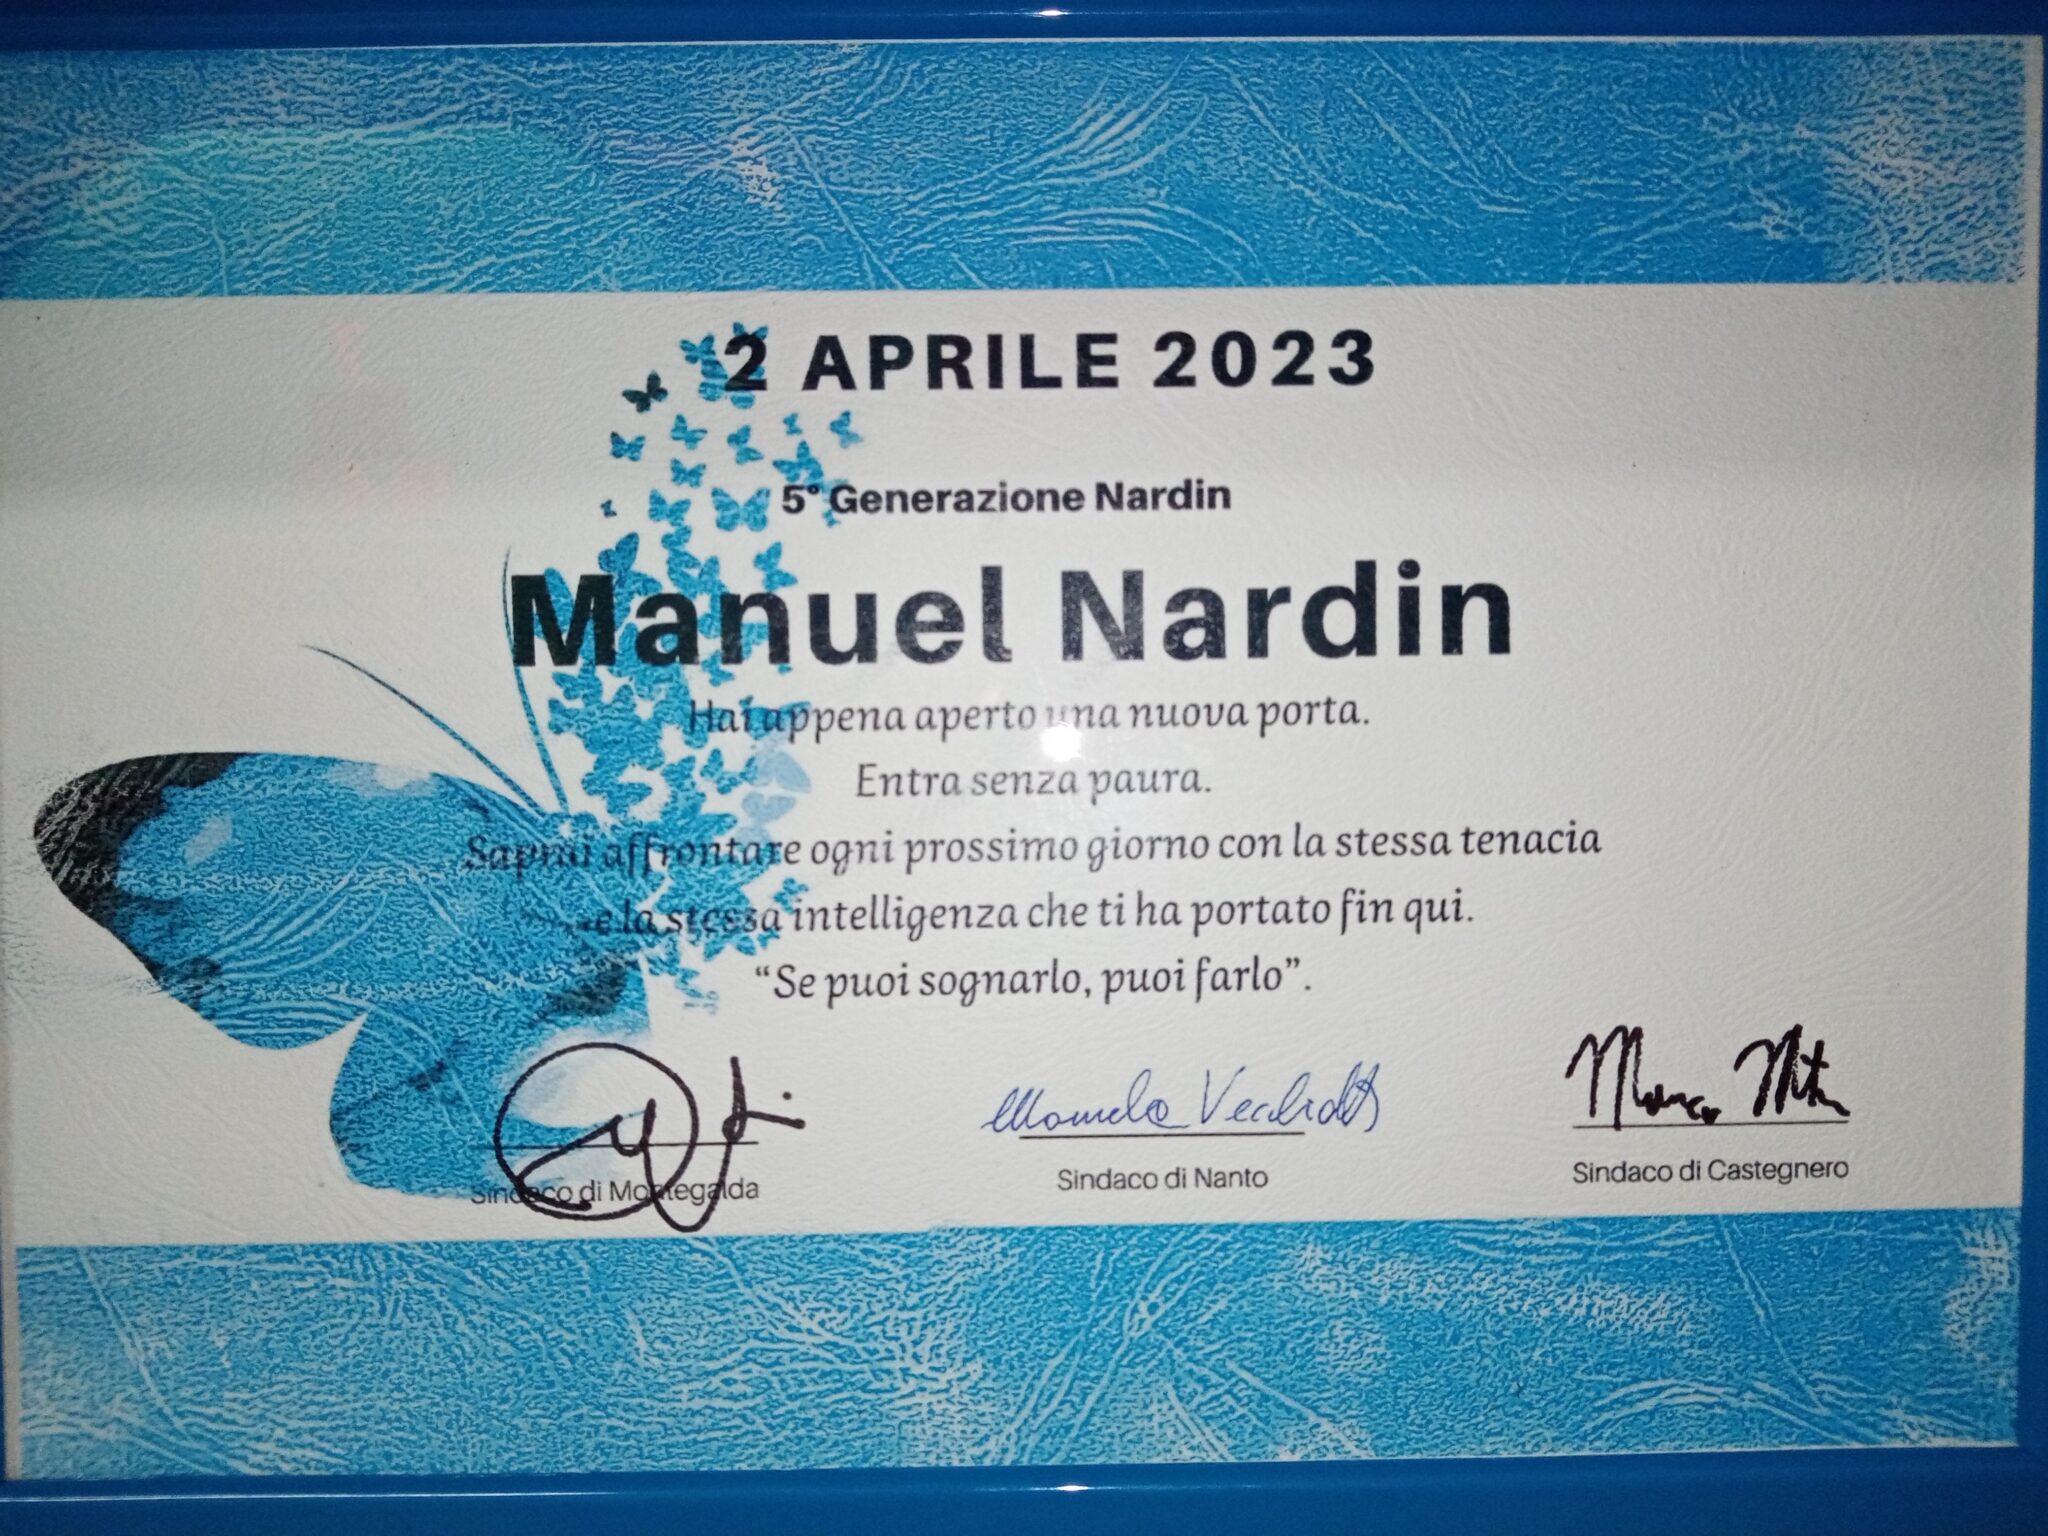 2 APRILE 2023
5° Generazione Nardin
Manuel Nardin
Hai appena aperto una nuova porta.
Entra senza paura.
Sappi affrontare ogni prossimo giorno con la stessa tenacia
e la stessa intelligenza che ti ha portato fin qui.
“Se puoi sognarlo, puoi farlo”.
Sindaco di Montegalda
Sindaco di Nanto
Sindaco di Castegnero